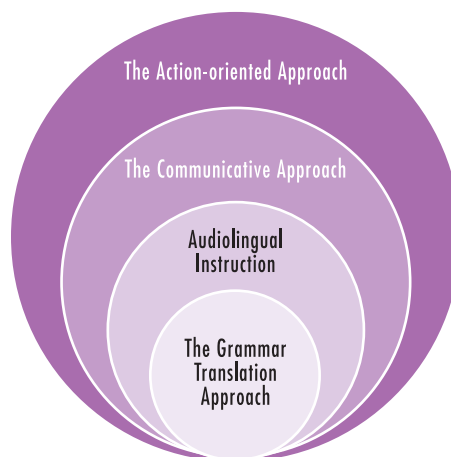 The Action-oriented Approach
The Communicative Approach
Audiolingual
Instruction
The Grammar
Translation
Approach